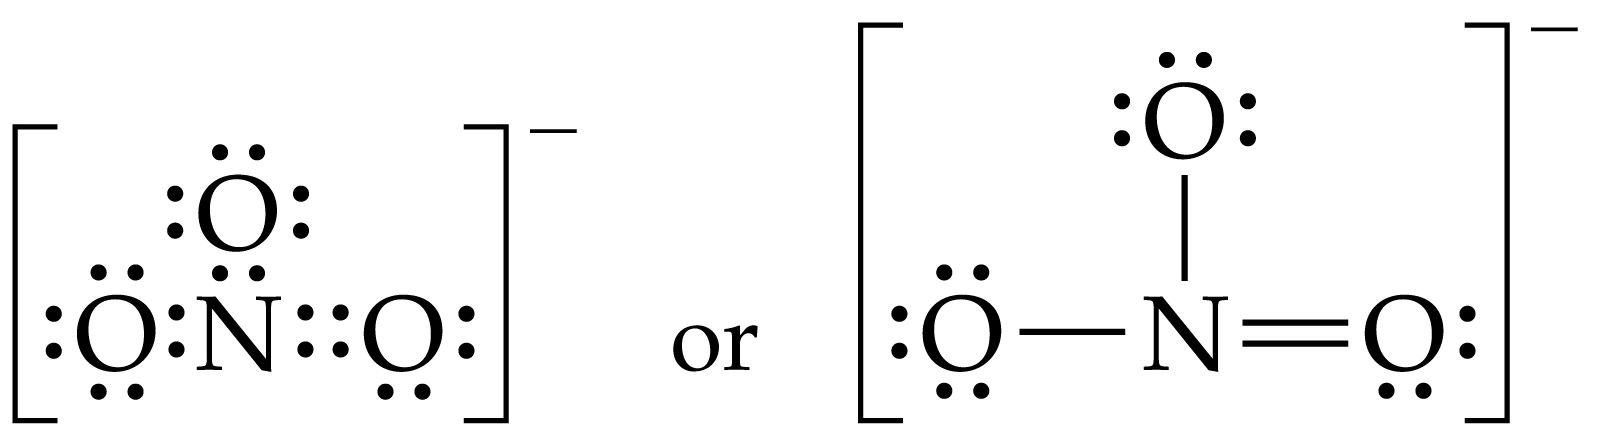 [ O O N O ]− or [ O O — N = O ]−